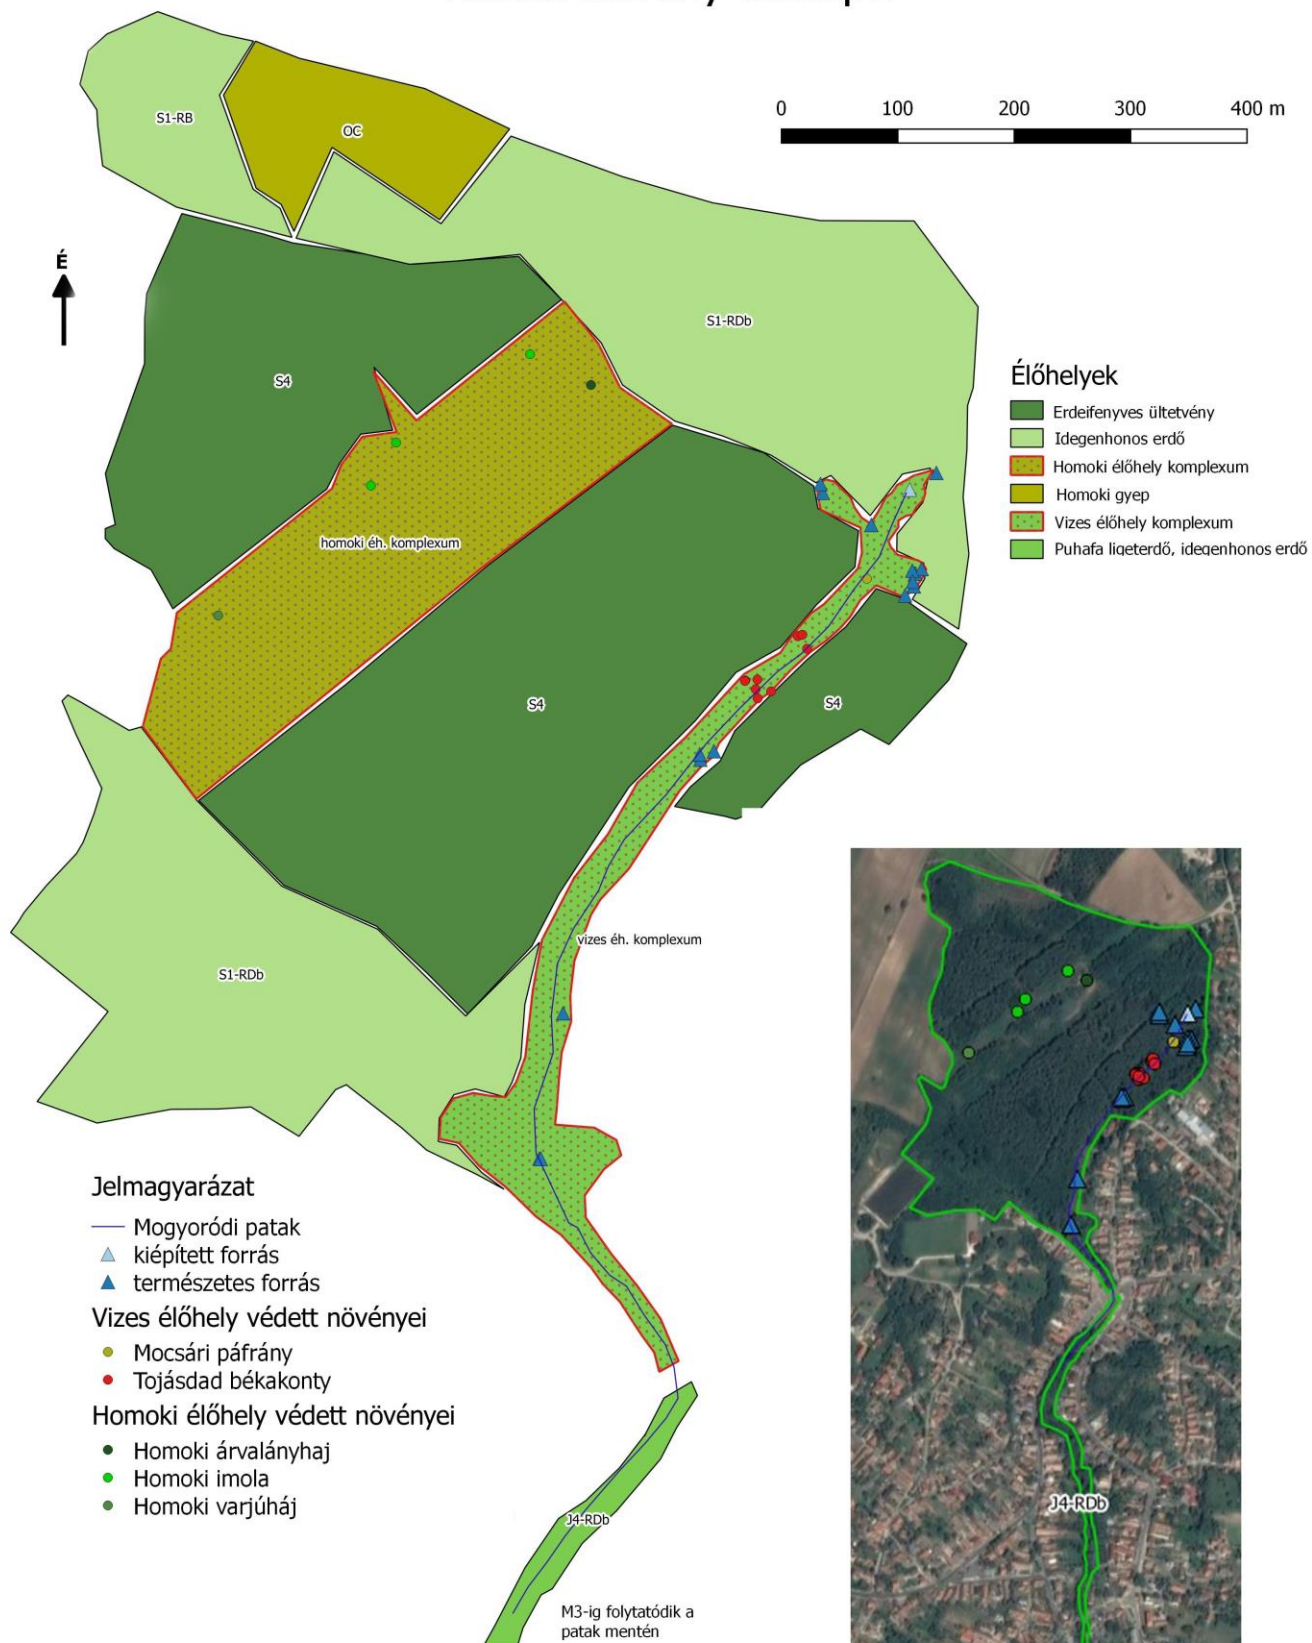 0 100 200 300 400 m
S1-RB
OC
É
S1-RDb
S4
Élőhelyek
Erdeifenyves ültetvény
Idegenhonos erdő
Homoki élőhely komplexum
Homoki gyep
Vizes élőhely komplexum
Puhafa ligeterdő, idegenhonos erdő
homoki éh. komplexum
S4
S4
vizes éh. komplexum
S1-RDb
Jelmagyarázat
Mogyoródi patak
kiépített forrás
természetes forrás
Vizes élőhely védett növényei
Mocsári páfrány
Tojásdad békakonty
Homoki élőhely védett növényei
Homoki árvalányhaj
Homoki imola
Homoki varjúháj
J4-RDb
J4-RDb
M3-ig folytatódik a
patak mentén